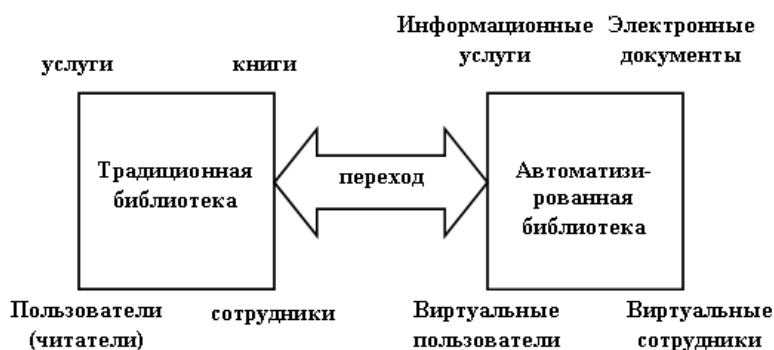 Информационные
услуги
Электронные
документы
услуги
книги
Традиционная
библиотека
переход
Автоматизи-
рованная
библиотека
Пользователи
(читатели)
сотрудники
Виртуальные
пользователи
Виртуальные
сотрудники